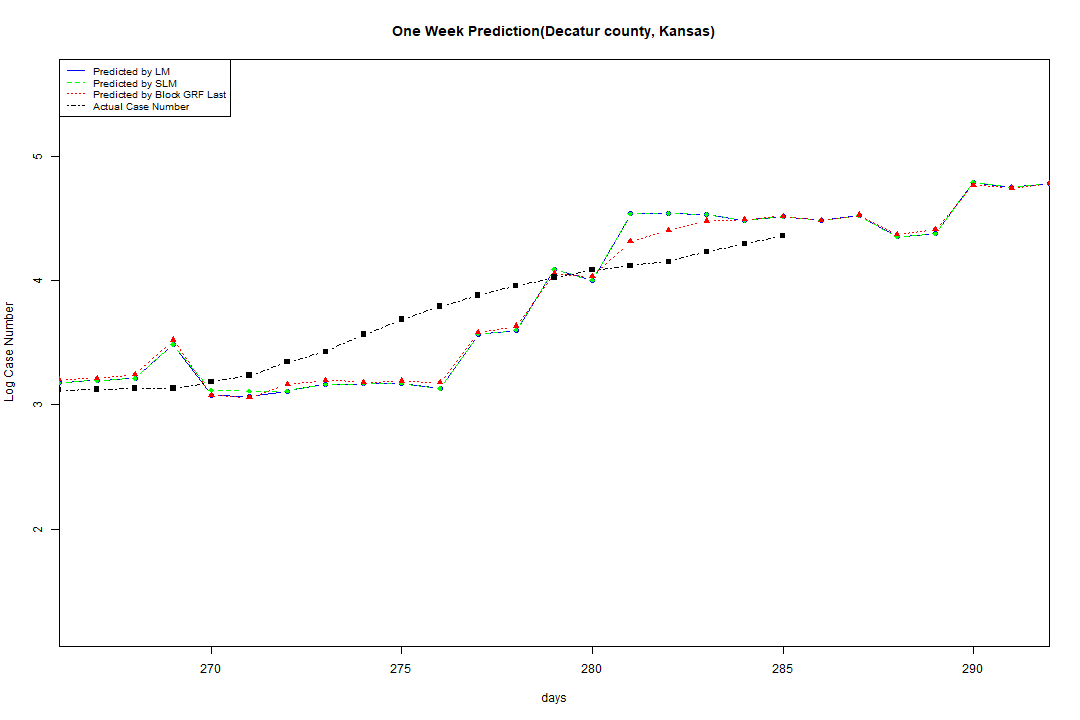 One Week Prediction(Decatur county, Kansas)
Predicted by LM
Predicted by SLM
Predicted by Block GRF Last
Actual Case Number
5
4
3
2
Log Case Number
270 275 280 285 290
days